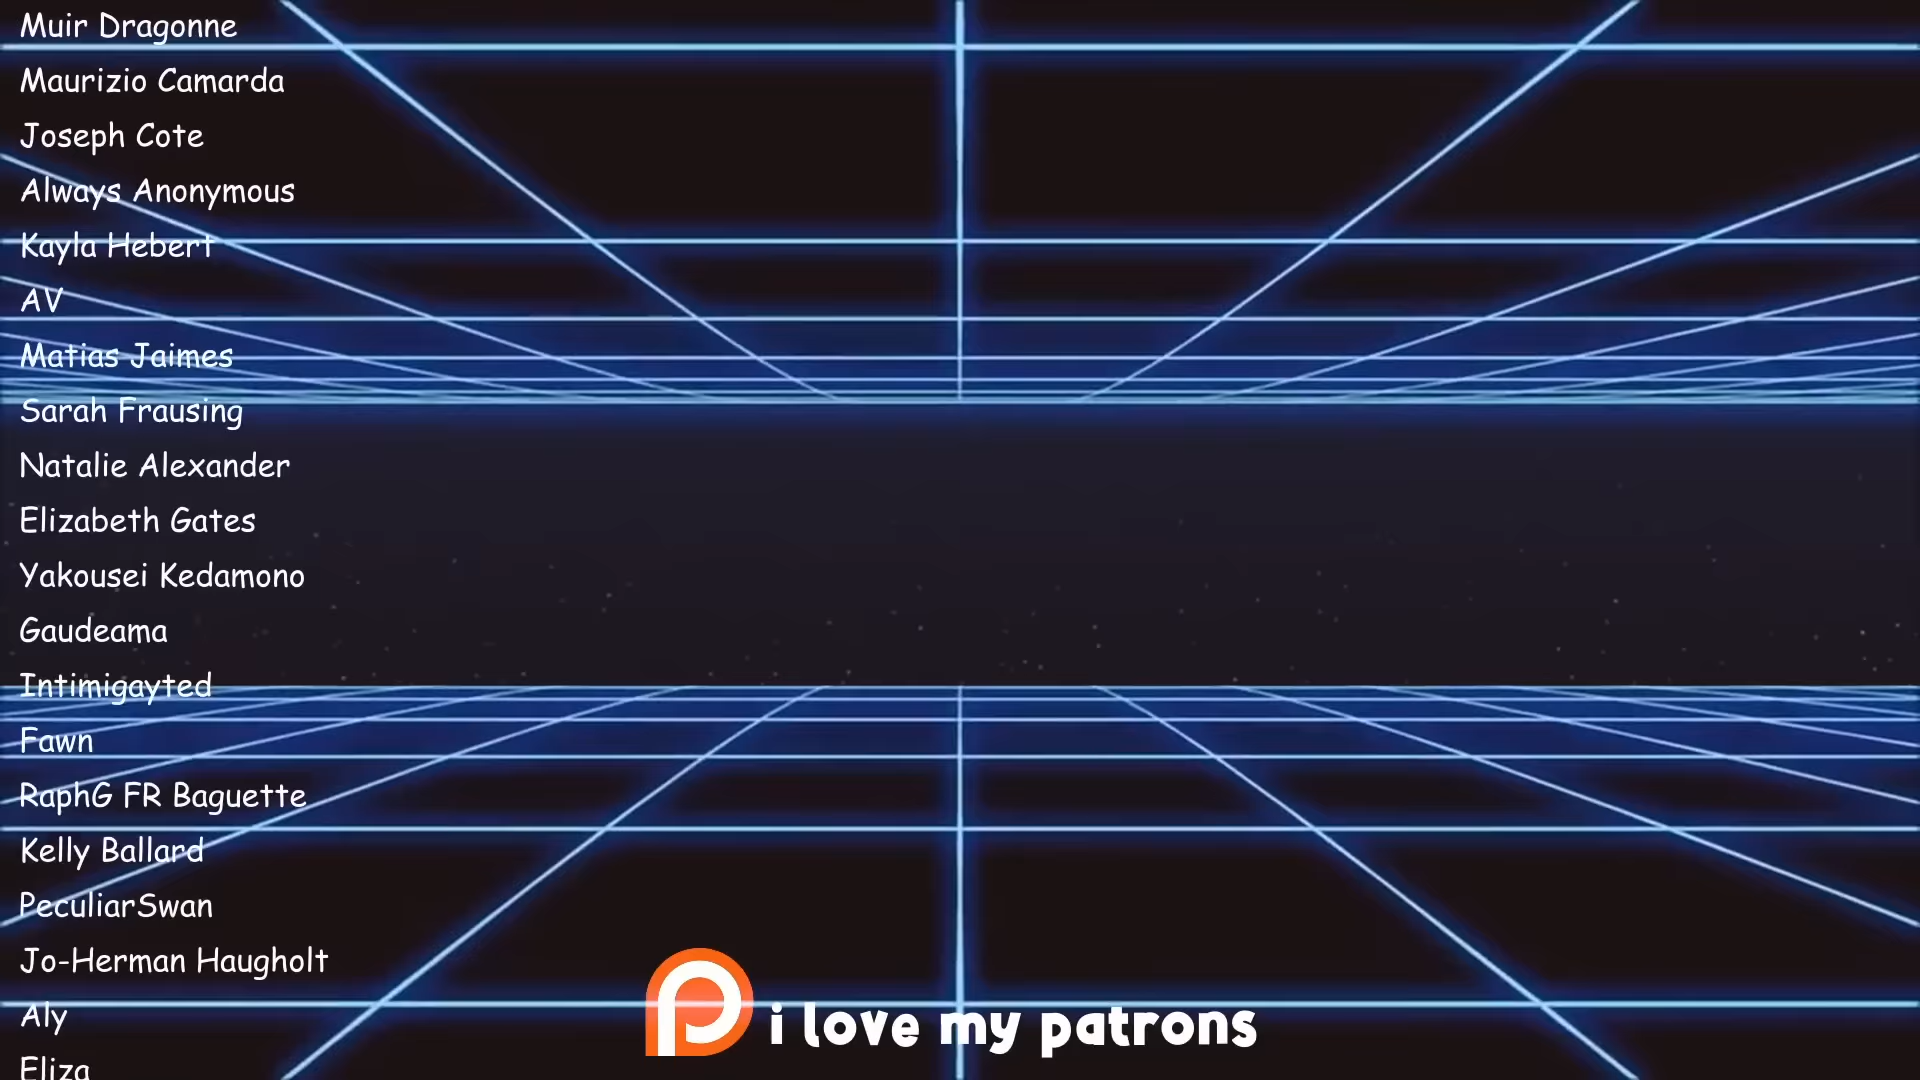 Muir Dragonne
Maurizio Camarda
Joseph Cote
Always Anonymous
Kayla Hebert
AV
Matias Jaimes
Sarah Frausing
Natalie Alexander
Elizabeth Gates
Yakousei Kedamono
Gaudeama
Intimigayted
Fawn
RaphG FR Baguette
Kelly Ballard
PeculiarSwan
Jo-Herman Haugholt
Aly
Eliza
i love my patrons